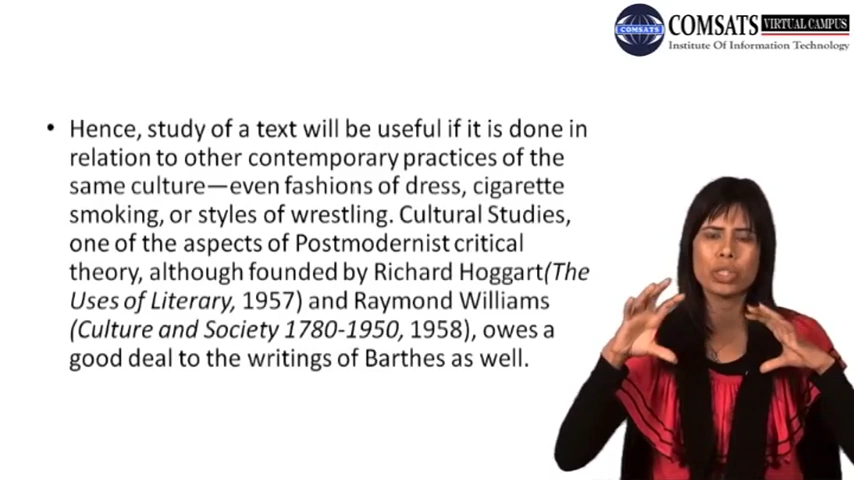 COMSATS
COMSATS VIRTUAL CAMPUS
Institute Of Information Technology
• Hence, study of a text will be useful if it is done in
relation to other contemporary practices of the
same culture—even fashions of dress, cigarette
smoking, or styles of wrestling. Cultural Studies,
one of the aspects of Postmodernist critical
theory, although founded by Richard Hoggart(The
Uses of Literary, 1957) and Raymond Williams
(Culture and Society 1780-1950, 1958), owes a
good deal to the writings of Barthes as well.